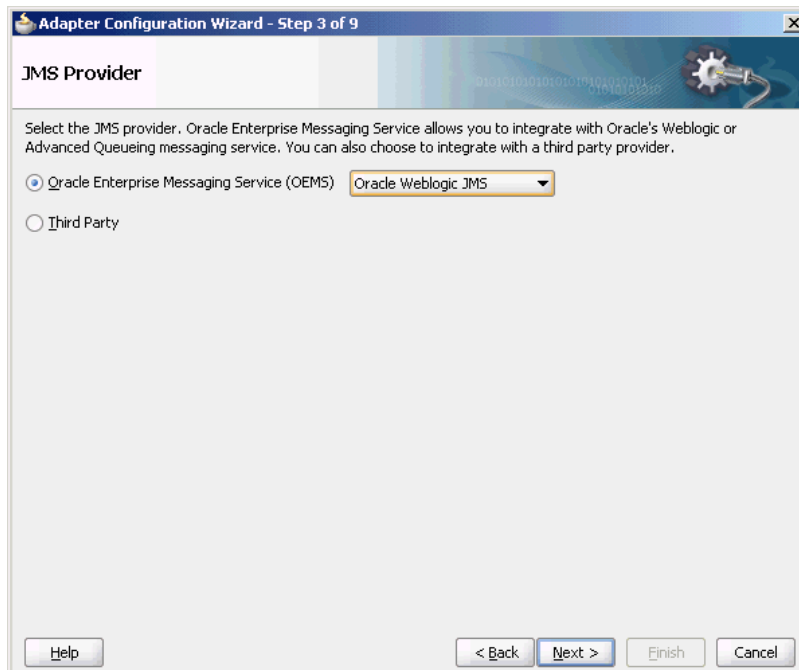 Adapter Configuration Wizard - Step 3 of 9
JMS Provider
Select the JMS provider. Oracle Enterprise Messaging Service allows you to integrate with Oracle's Weblogic or
Advanced Queueing messaging service. You can also choose to integrate with a third party provider.
Oracle Enterprise Messaging Service (OEMS) Oracle Weblogic JMS
Third Party
Help < Back Next > Finish Cancel